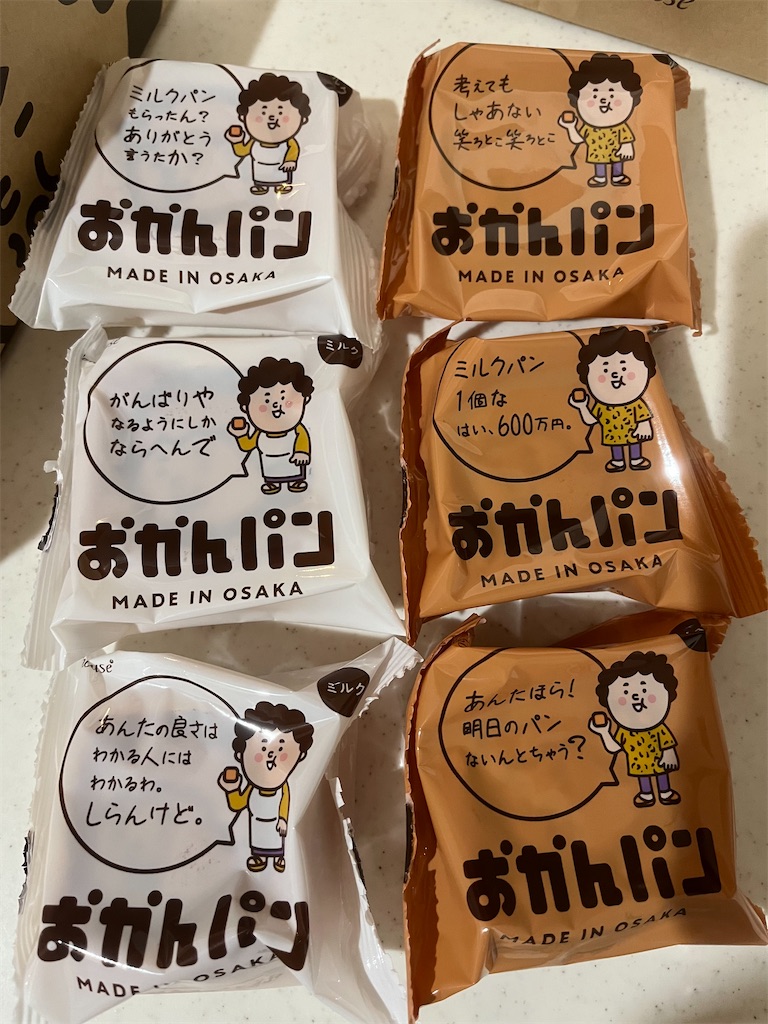 ミルクパン
もらったん?
ありがとう
言うたか?
おかんパン
MADE IN OSAKA
考えても
しゃあない
笑ろとこ笑ろとこ
おかんパン
MADE IN OSAKA
ミルク
がんばりや
なるようにしか
ならへんで
おかんパン
MADE IN OSAKA
ミルクパン
1個な
はい、600万円。
おかんパン
MADE IN OSAKA
ミルク
あんたの良さは
わかる人には
わかるわ。
しらんけど。
おかんパン
MADE IN OSAKA
あんたほら!
明日のパン
ないんとちゃう?
おかんパン
MADE IN OSAKA